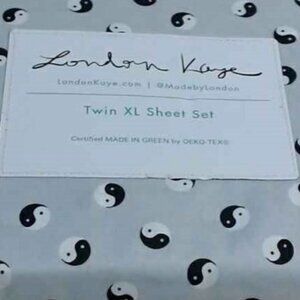 London Kaye
LondonKaye.com | @MadebyLondon
Twin XL Sheet Set
Certified MADE IN GREEN by OEKO-TEX®